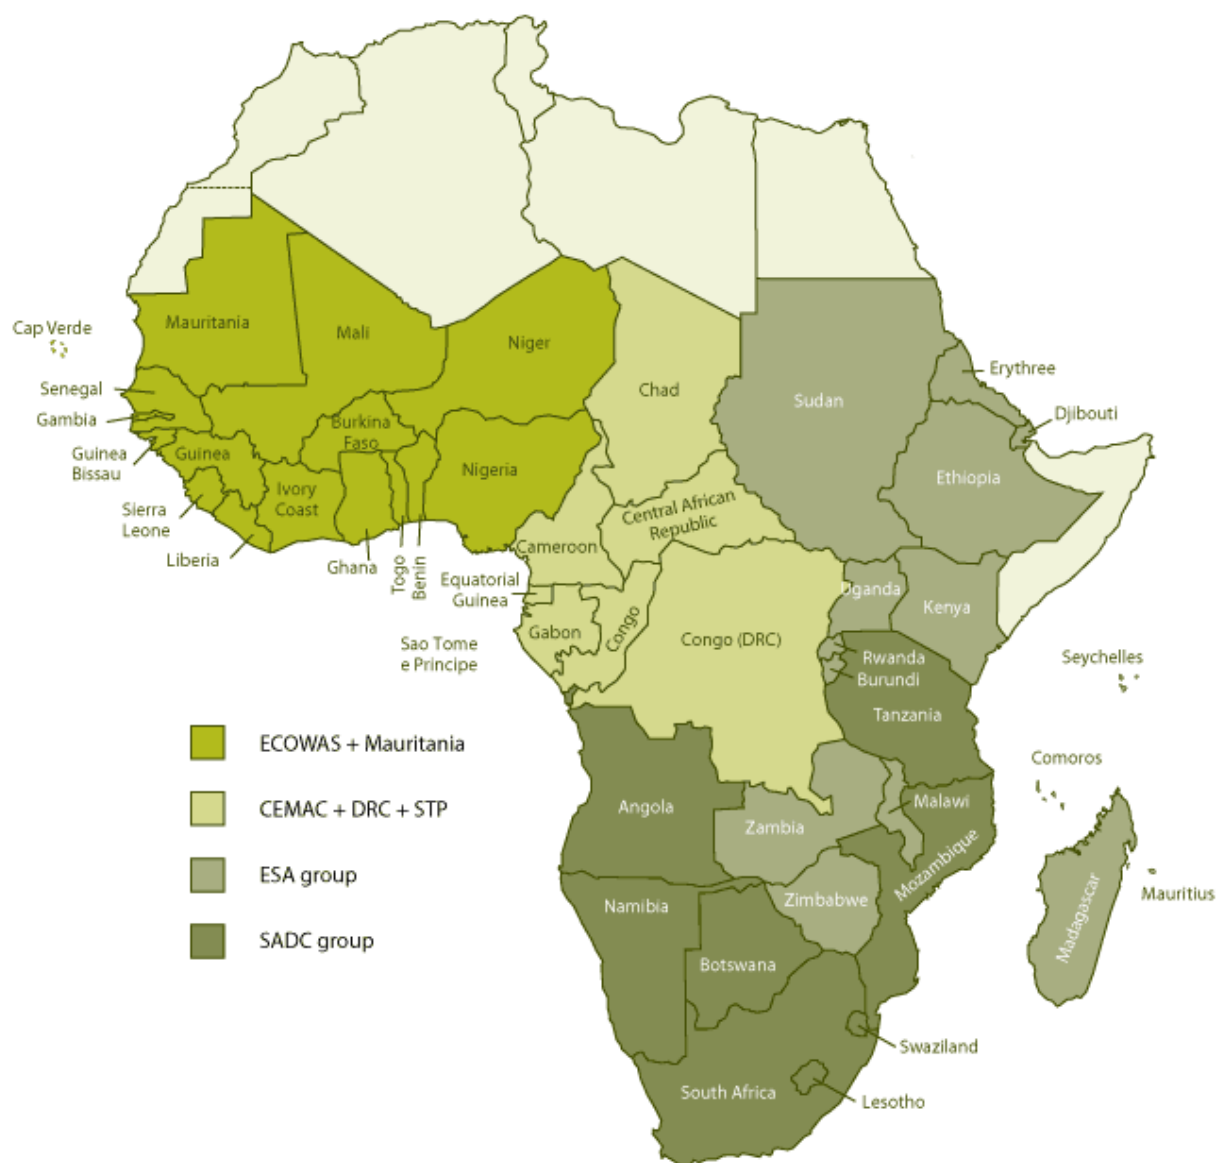 Mauritania
Mali
Niger
Cap Verde
Chad
Sudan
Erythree
Djibouti
Senegal
Gambia
Guinea
Bissau
Guinea
Burkina
Faso
Nigeria
Ethiopia
Sierra
Leone
Ivory
Coast
Liberia
Ghana
Togo
Benin
Central African
Republic
Cameroon
Equatorial
Guinea
Uganda
Kenya
Gabon
Congo
Congo (DRC)
Sao Tome
e Principe
Rwanda
Burundi
Seychelles
Tanzania
ECOWAS + Mauritania
Comoros
CEMAC + DRC + STP
Angola
Malawi
Zambia
Mozambique
ESA group
Zimbabwe
Namibia
Madagascar
Mauritius
SADC group
Botswana
Swaziland
South Africa
Lesotho